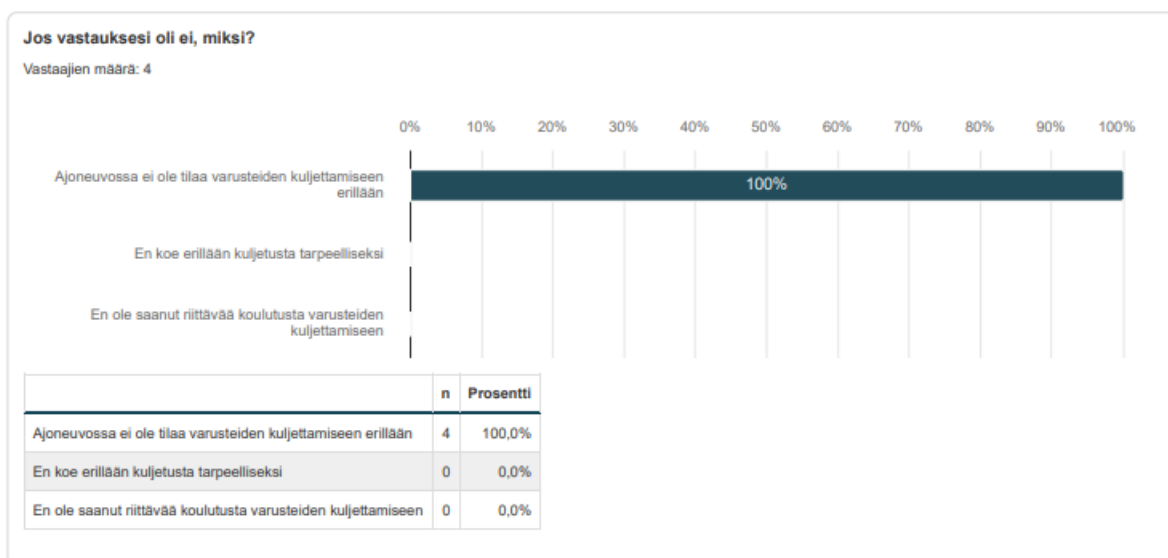 Jos vastauksesi oli ei, miksi?
Vastaajien määrä: 4
0% 10% 20% 30% 40% 50% 60% 70% 80% 90% 100%
Ajoneuvossa ei ole tilaa varusteiden kuljettamiseen
erillään
100%
En koe erillään kuljetusta tarpeelliseksi
En ole saanut riittävää koulutusta varusteiden
kuljettamiseen
n Prosentti
Ajoneuvossa ei ole tilaa varusteiden kuljettamiseen erillään 4 100,0%
En koe erillään kuljetusta tarpeelliseksi 0 0,0%
En ole saanut riittävää koulutusta varusteiden kuljettamiseen 0 0,0%